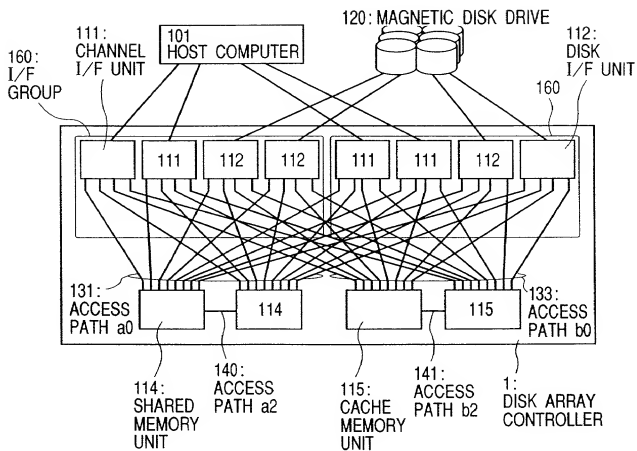 120: MAGNETIC DISK DRIVE
101
HOST COMPUTER
111:
CHANNEL
I/F UNIT
160:
I/F
GROUP
112:
DISK
I/F UNIT
160
111
112
112
111
111
112
131:
ACCESS
PATH a0
114
115
133:
ACCESS
PATH b0
114:
SHARED
MEMORY
UNIT
140:
ACCESS
PATH a2
115:
CACHE
MEMORY
UNIT
141:
ACCESS
PATH b2
1:
DISK ARRAY
CONTROLLER